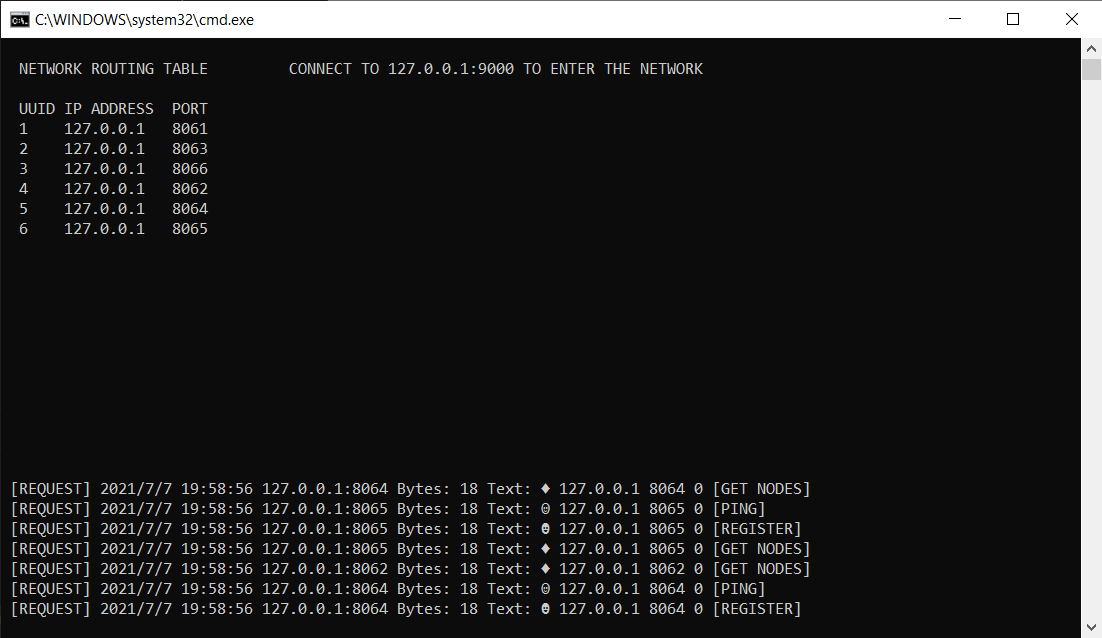 C:\WINDOWS\system32\cmd.exe
NETWORK ROUTING TABLE CONNECT TO 127.0.0.1:9000 TO ENTER THE NETWORK
UUID IP ADDRESS PORT
1 127.0.0.1 8061
2 127.0.0.1 8063
3 127.0.0.1 8066
4 127.0.0.1 8062
5 127.0.0.1 8064
6 127.0.0.1 8065
[REQUEST] 2021/7/7 19:58:56 127.0.0.1:8064 Bytes: 18 Text: ♦ 127.0.0.1 8064 0 [GET NODES]
[REQUEST] 2021/7/7 19:58:56 127.0.0.1:8065 Bytes: 18 Text: ☺ 127.0.0.1 8065 0 [PING]
[REQUEST] 2021/7/7 19:58:56 127.0.0.1:8065 Bytes: 18 Text: ☻ 127.0.0.1 8065 0 [REGISTER]
[REQUEST] 2021/7/7 19:58:56 127.0.0.1:8065 Bytes: 18 Text: ♦ 127.0.0.1 8065 0 [GET NODES]
[REQUEST] 2021/7/7 19:58:56 127.0.0.1:8062 Bytes: 18 Text: ♦ 127.0.0.1 8062 0 [GET NODES]
[REQUEST] 2021/7/7 19:58:56 127.0.0.1:8064 Bytes: 18 Text: ☺ 127.0.0.1 8064 0 [PING]
[REQUEST] 2021/7/7 19:58:56 127.0.0.1:8064 Bytes: 18 Text: ☻ 127.0.0.1 8064 0 [REGISTER]